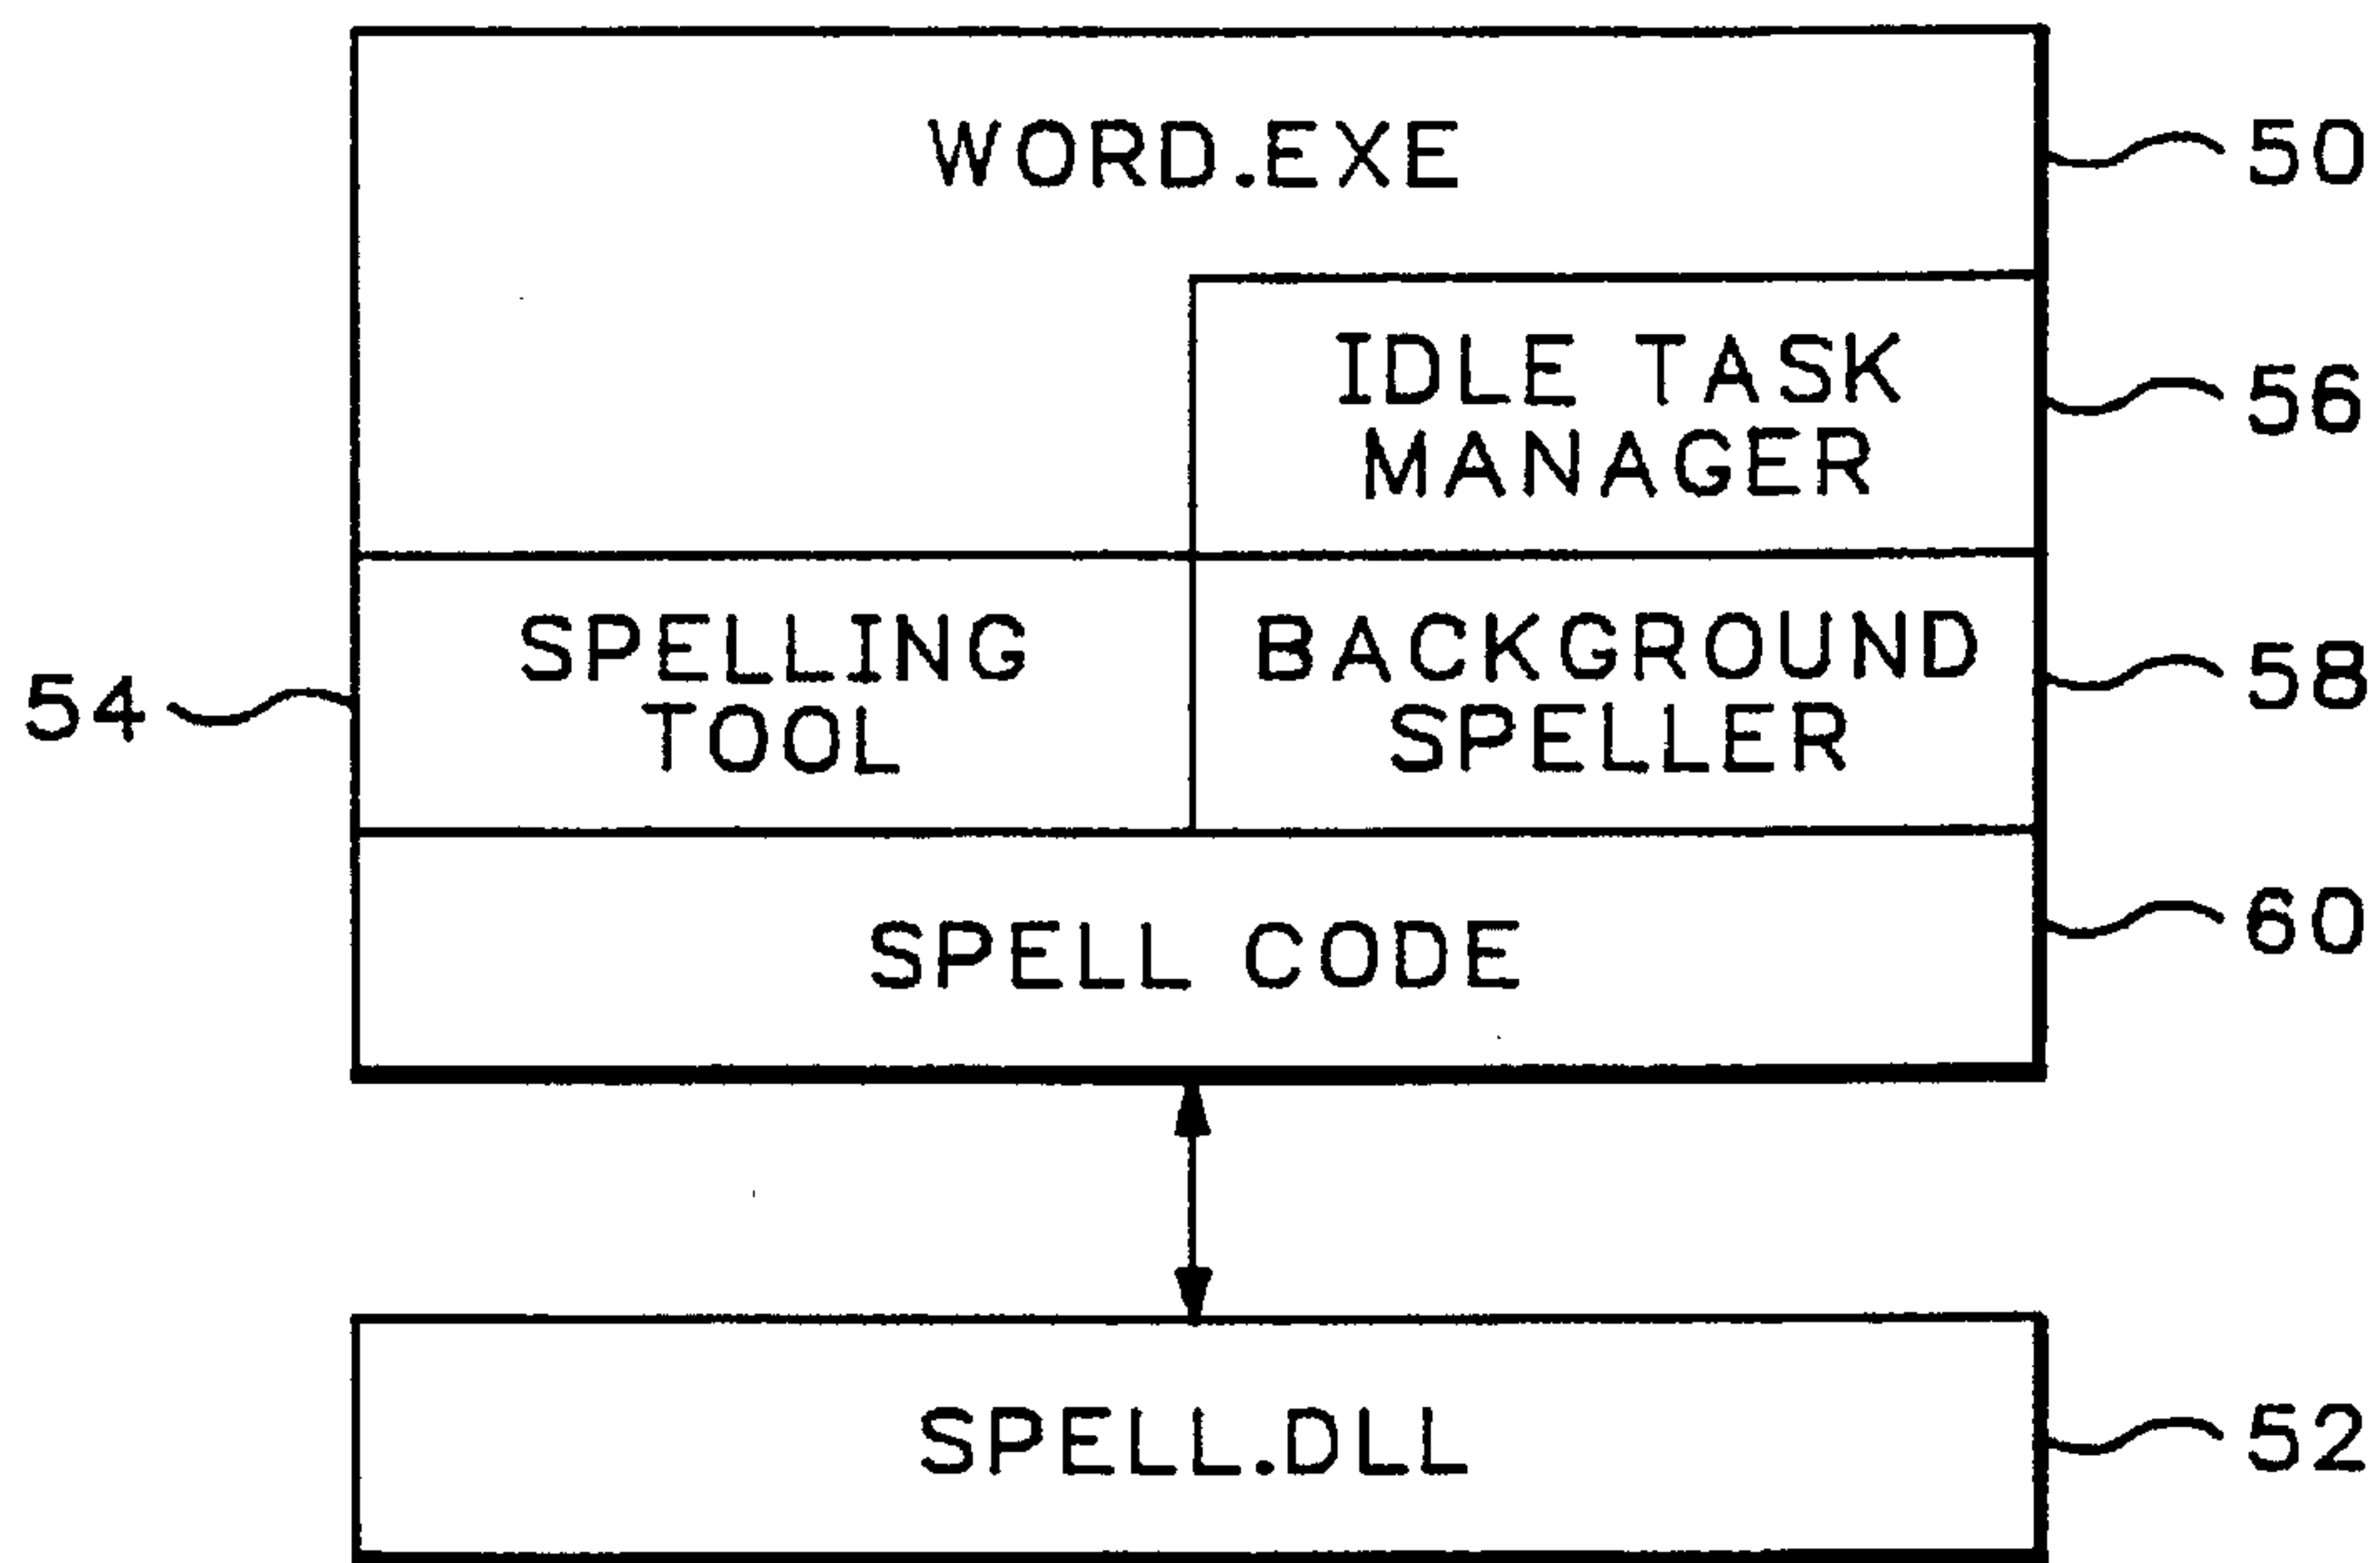 WORD.EXE
50
IDLE TASK
MANAGER
56
54
SPELLING
TOOL
BACKGROUND
SPELLER
58
SPELL CODE
60
SPELL.DLL
52